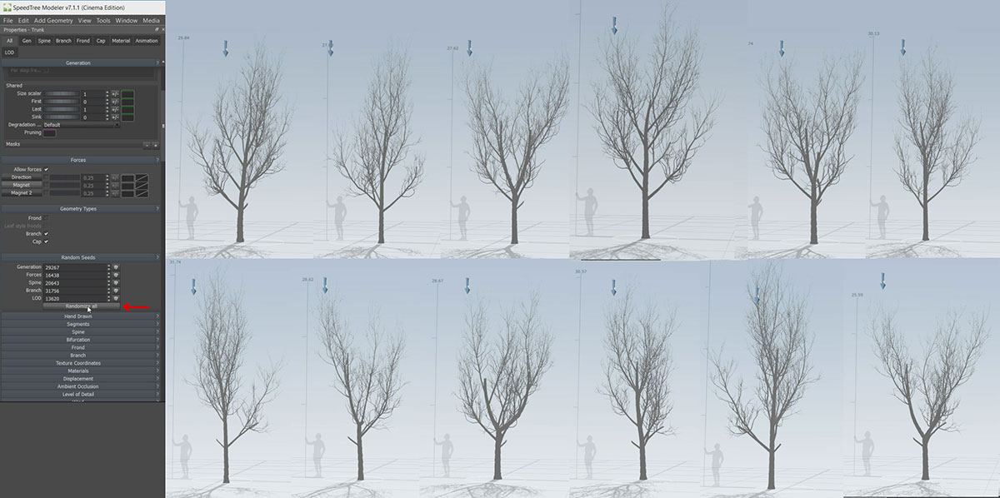 SpeedTree Modeler v7.1.1 (Cinema Edition)
File Edit Add Geometry View Tools Window Media
Properties - Trunk
All Gen Spine Branch Frond Cap Material Animation
LOD
Generation ?
Shared
Size scalar 1 +/-
First 0 +/-
Last 1 +/-
Sink 0 +/-
Degradation ... Default
Pruning
Masks - +
Forces ?
Allow forces
Direction 0.25 +/-
Magnet 0.25 +/-
Magnet 2 0.25 +/-
Geometry Types ?
Frond
Leaf style fronds
Branch
Cap
Random Seeds ?
Generation 29267
Forces 16438
Spine 20643
Branch 31756
LOD 13620
Randomize all
Hand Drawn ?
Segments ?
Spine ?
Bifurcation ?
Frond ?
Branch ?
Texture Coordinates ?
Materials ?
Displacement ?
Ambient Occlusion ?
Level of Detail ?
29.84
27.62
74
30.13
31.74
28.62
28.67
30.57
25.59